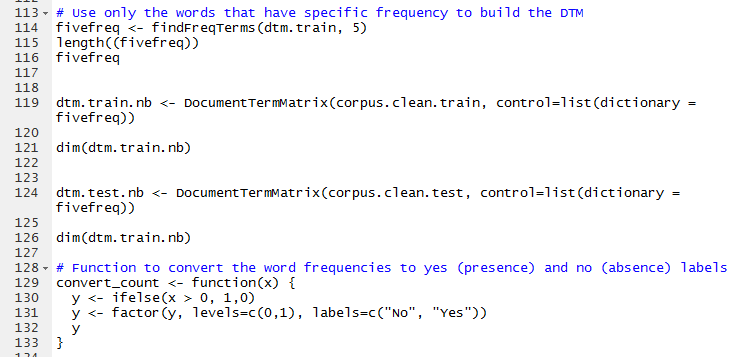 113 # Use only the words that have specific frequency to build the DTM
114 fivefreq <- findFreqTerms(dtm.train, 5)
115 length((fivefreq))
116 fivefreq
117
118
119 dtm.train.nb <- DocumentTermMatrix(corpus.clean.train, control=list(dictionary =
fivefreq))
120
121 dim(dtm.train.nb)
122
123
124 dtm.test.nb <- DocumentTermMatrix(corpus.clean.test, control=list(dictionary =
fivefreq))
125
126 dim(dtm.train.nb)
127
128 # Function to convert the word frequencies to yes (presence) and no (absence) labels
129 convert_count <- function(x) {
130   y <- ifelse(x > 0, 1,0)
131   y <- factor(y, levels=c(0,1), labels=c("No", "Yes"))
132   y
133 }